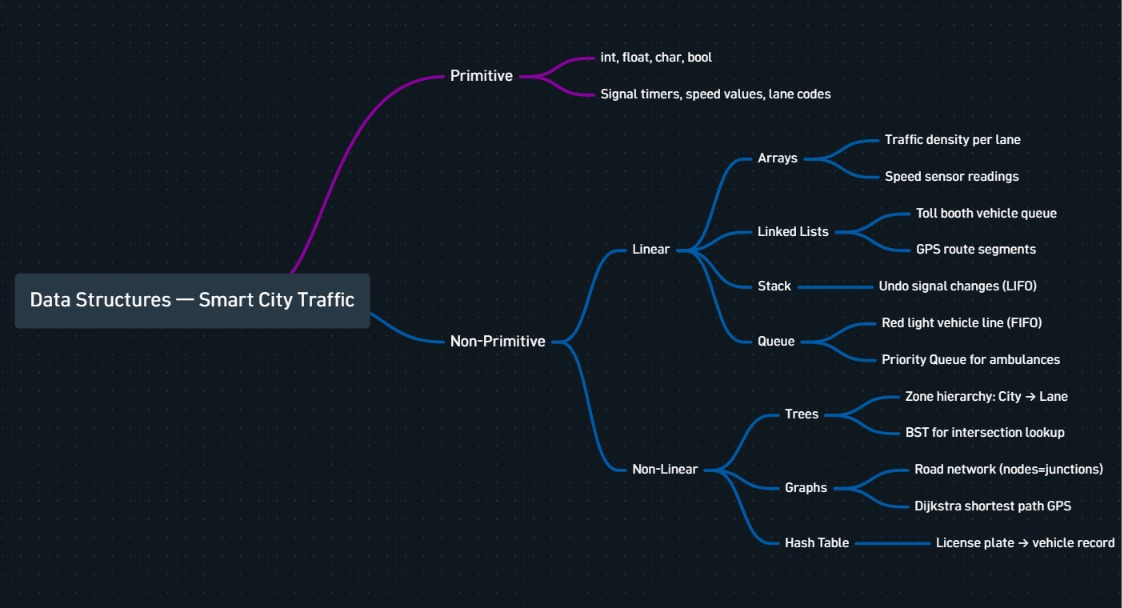 Data Structures — Smart City Traffic
Primitive
int, float, char, bool
Signal timers, speed values, lane codes
Non-Primitive
Linear
Arrays
Traffic density per lane
Speed sensor readings
Linked Lists
Toll booth vehicle queue
GPS route segments
Stack
Undo signal changes (LIFO)
Queue
Red light vehicle line (FIFO)
Priority Queue for ambulances
Non-Linear
Trees
Zone hierarchy: City → Lane
BST for intersection lookup
Graphs
Road network (nodes=junctions)
Dijkstra shortest path GPS
Hash Table
License plate → vehicle record